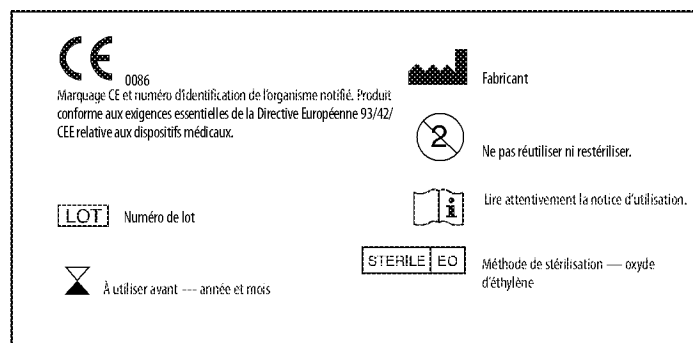 CE 0086
Marquage CE et numéro d'identification de l'organisme notifié. Produit
conforme aux exigences essentielles de la Directive Européenne 93/42/
CEE relative aux dispositifs médicaux.
LOT Numéro de lot
À utiliser avant --- année et mois
Fabricant
2 Ne pas réutiliser ni restériliser.
Lire attentivement la notice d'utilisation.
STERILE EO Méthode de stérilisation — oxyde
d'éthylène